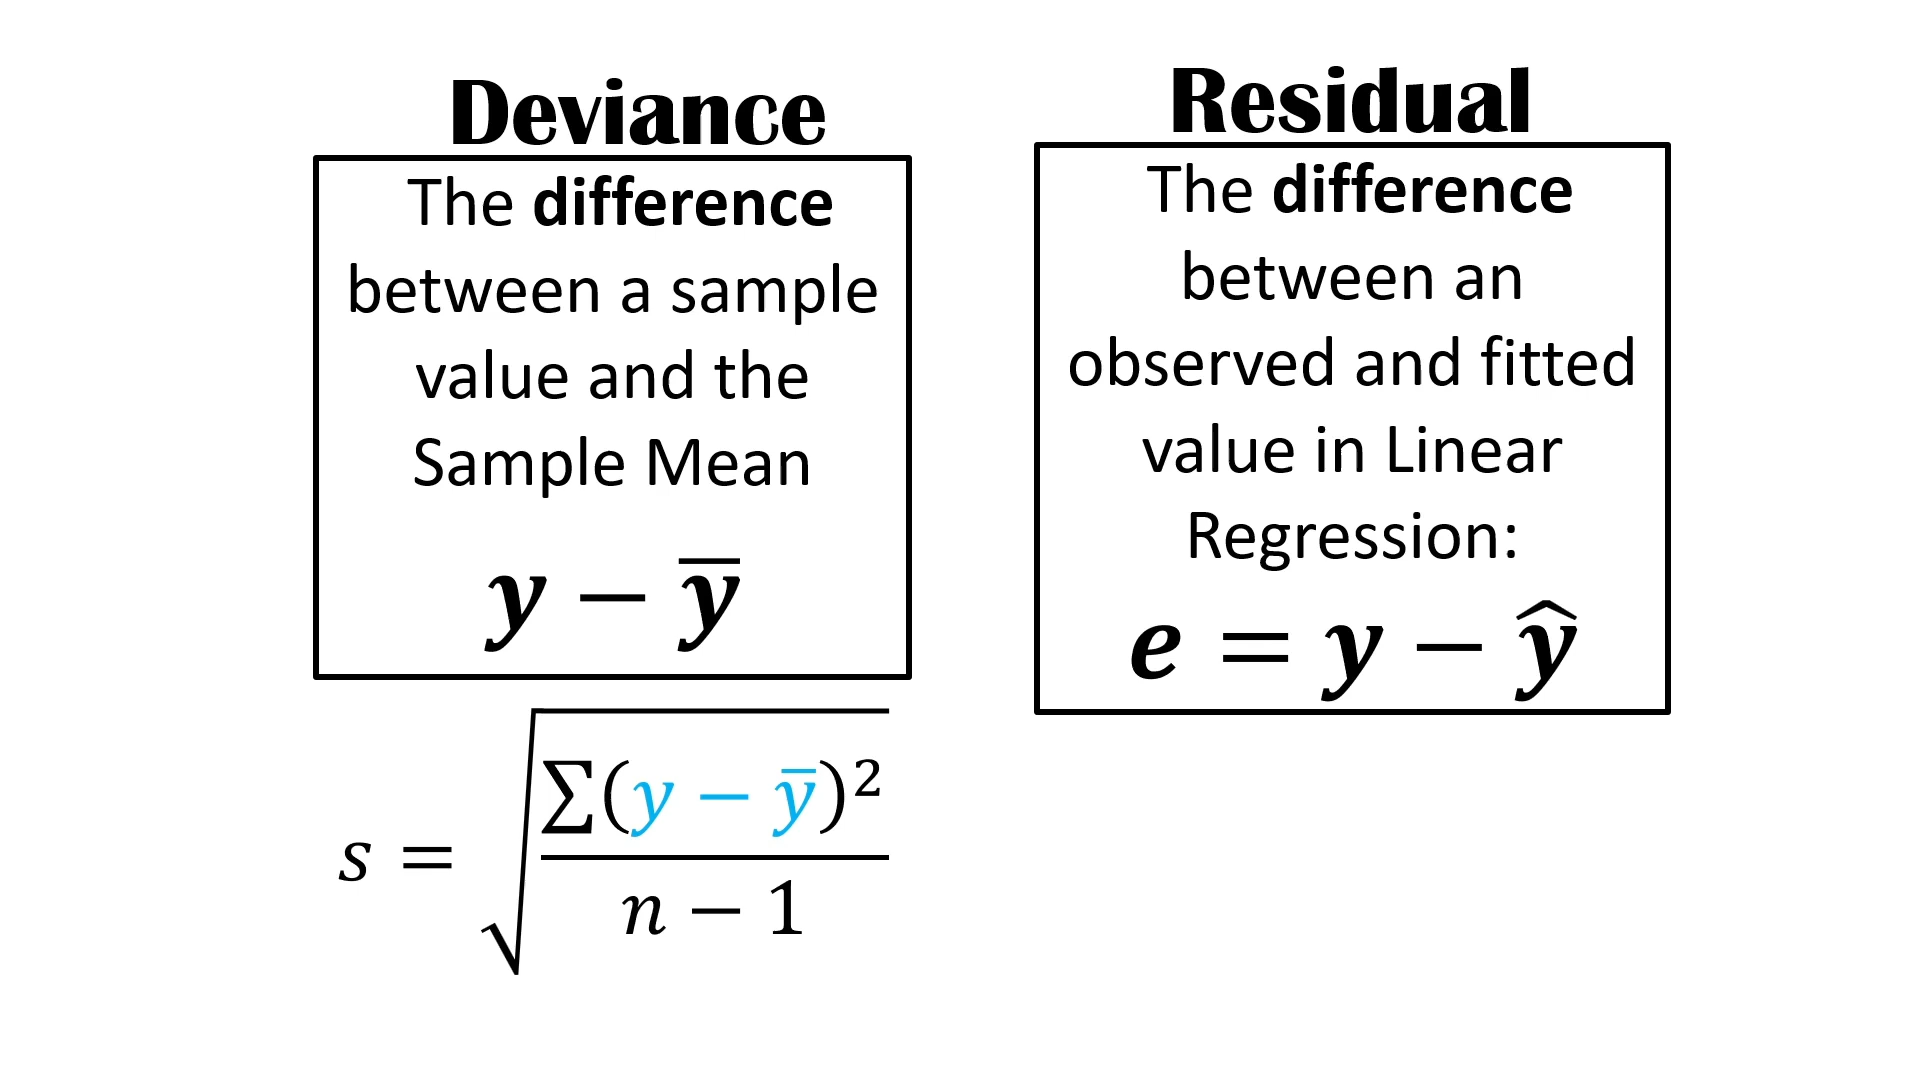 Deviance
The difference
between a sample
value and the
Sample Mean
y − ȳ
s = √(∑(y − ȳ)² / (n − 1))
Residual
The difference
between an
observed and fitted
value in Linear
Regression:
e = y − ŷ